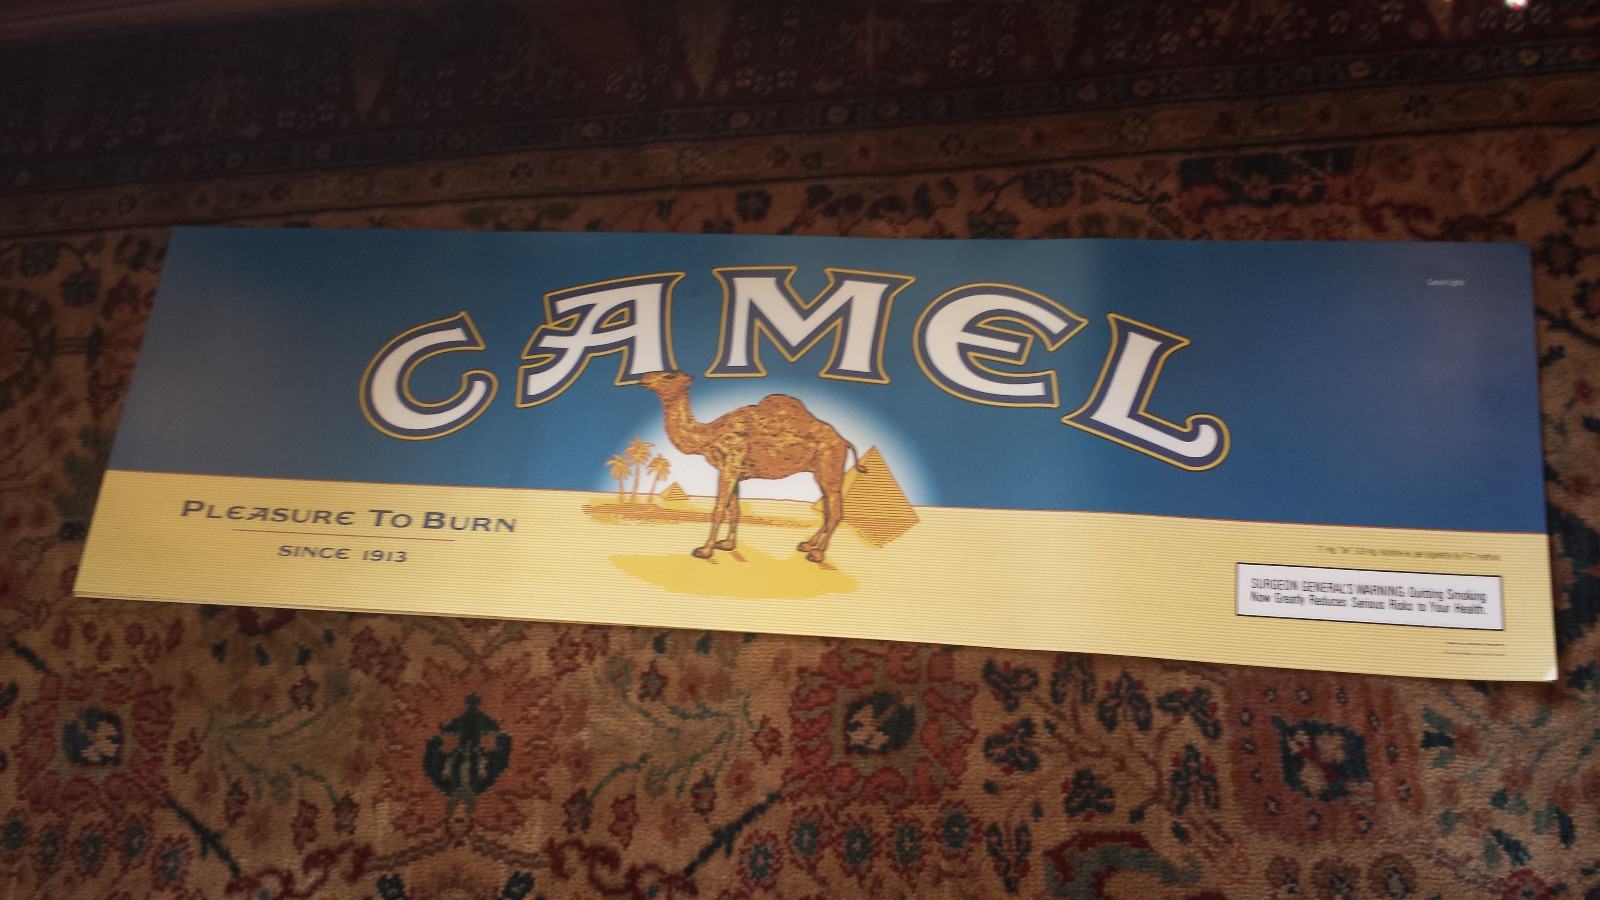 CAMEL
PLEASURE TO BURN
SINCE 1913
SURGEON GENERAL'S WARNING: Quitting Smoking
Now Greatly Reduces Serious Risks to Your Health.